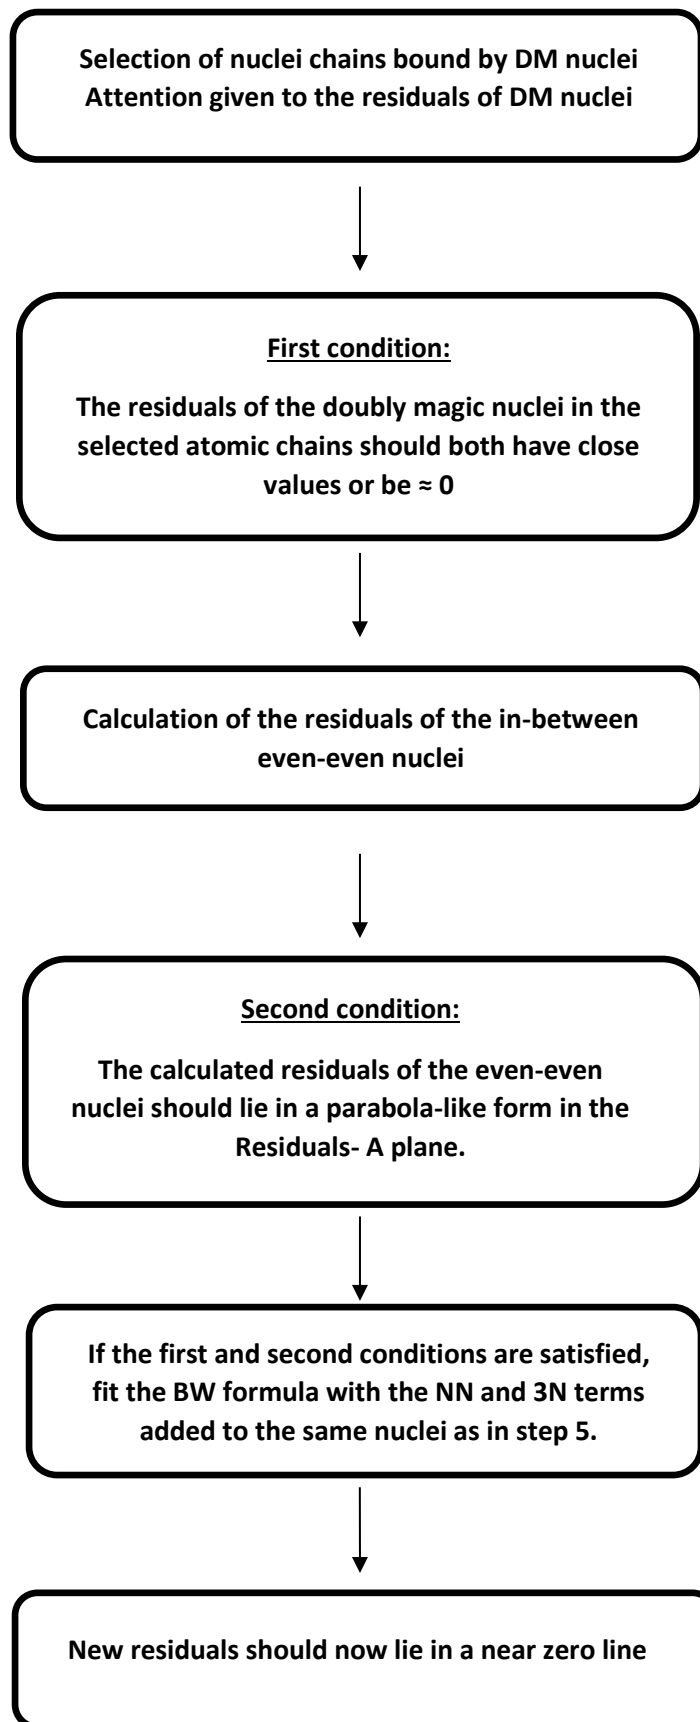 Selection of nuclei chains bound by DM nuclei
Attention given to the residuals of DM nuclei
First condition:
The residuals of the doubly magic nuclei in the
selected atomic chains should both have close
values or be ≈ 0
Calculation of the residuals of the in-between
even-even nuclei
Second condition:
The calculated residuals of the even-even
nuclei should lie in a parabola-like form in the
Residuals- A plane.
If the first and second conditions are satisfied,
fit the BW formula with the NN and 3N terms
added to the same nuclei as in step 5.
New residuals should now lie in a near zero line